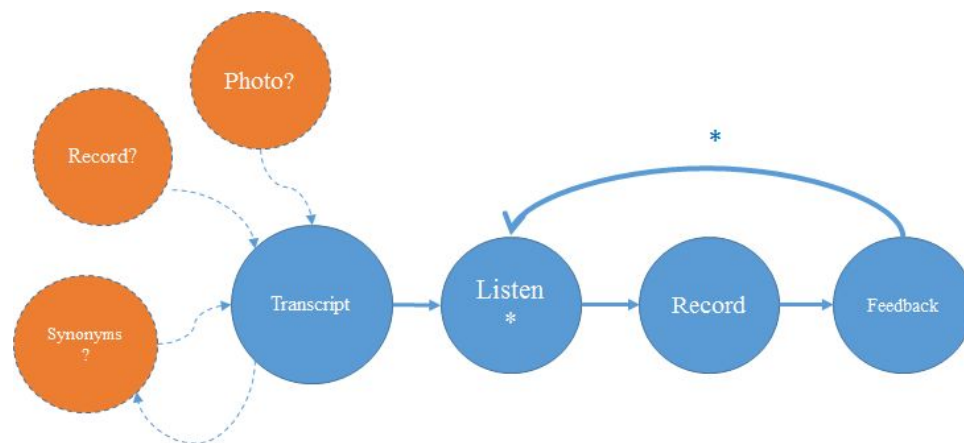 Photo?
Record?
*
Transcript
Listen
*
Record
Feedback
Synonyms
?